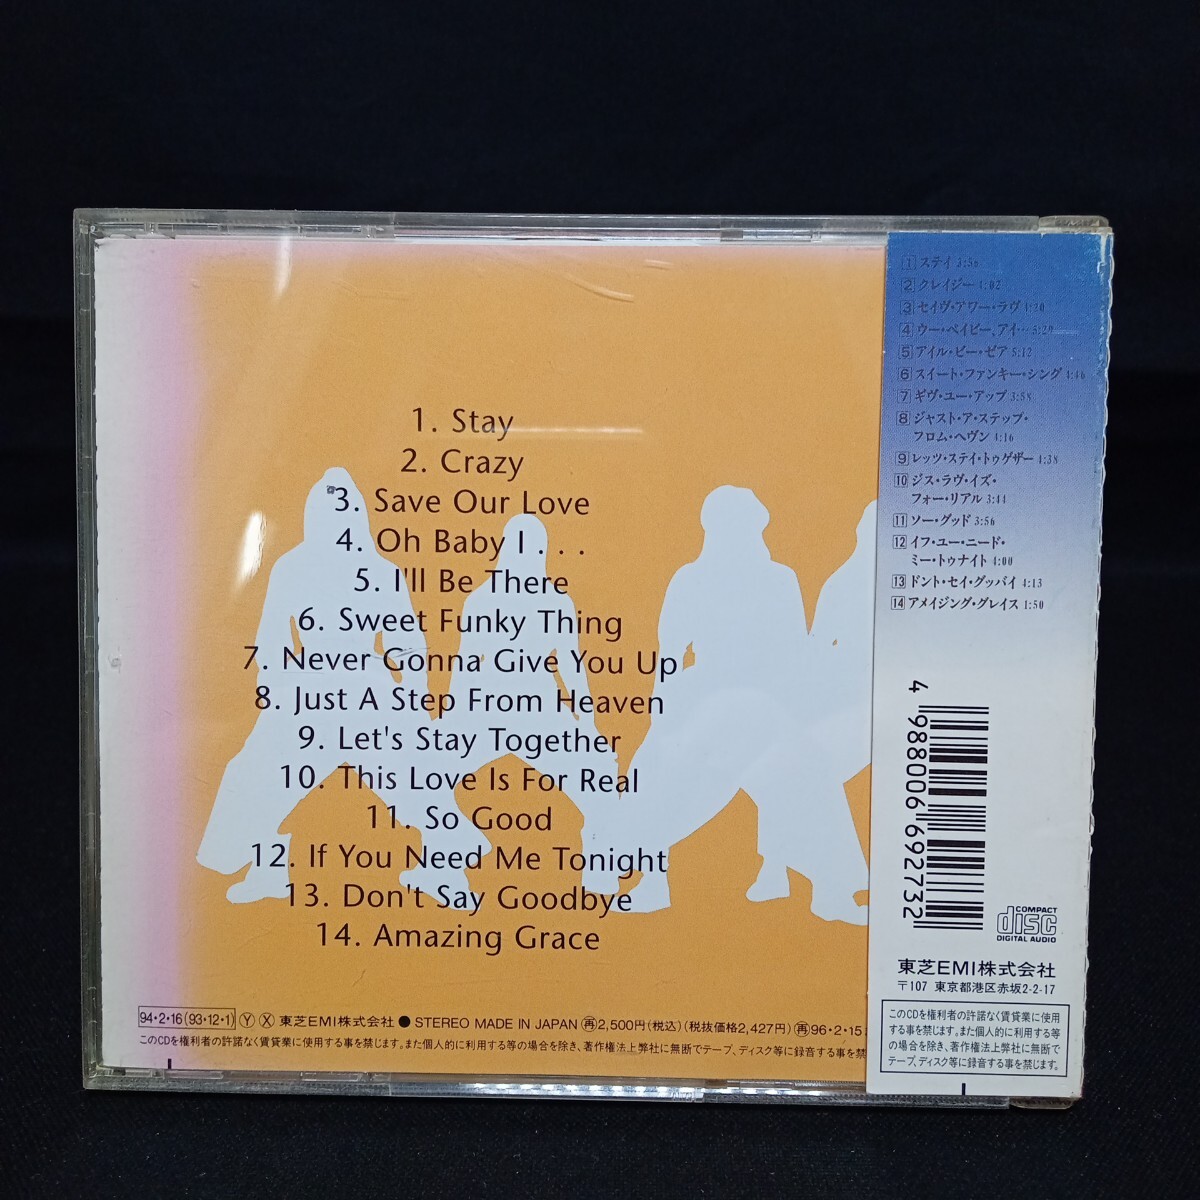 1. Stay
2. Crazy
3. Save Our Love
4. Oh Baby I . . .
5. I'll Be There
6. Sweet Funky Thing
7. Never Gonna Give You Up
8. Just A Step From Heaven
9. Let's Stay Together
10. This Love Is For Real
11. So Good
12. If You Need Me Tonight
13. Don't Say Goodbye
14. Amazing Grace
94・2・16(93・12・1) Ⓨ Ⓧ 東芝EMI株式会社 ● STEREO MADE IN JAPAN ㊢2,500円(税込)(税抜価格2,427円)㊢96・2・15
このCDを権利者の許諾なく賃貸業に使用する事を禁じます。また個人的に利用する等の場合を除き、著作権法上弊社に無断でテープ、ディスクに録音する事を禁
1 ステイ 3:56
2 クレイジー 4:02
3 セイヴ・アワー・ラヴ 4:20
4 ウー・ベイビー、アイ… 5:20
5 アイル・ビー・ゼア 5:12
6 スイート・ファンキー・シング 4:46
7 ギヴ・ユー・アップ 3:58
8 ジャスト・ア・ステップ・
フロム・ヘヴン 4:16
9 レッツ・ステイ・トゥゲザー 4:38
10 ジス・ラヴ・イズ・
フォー・リアル 3:44
11 ソー・グッド 3:56
12 イフ・ユー・ニード・
ミー・トゥナイト 4:00
13 ドント・セイ・グッバイ 4:13
14 アメイジング・グレイス 1:50
4 988006 692732
COMPACT
disc
DIGITAL AUDIO
東芝EMI株式会社
〒107 東京都港区赤坂2-2-17
このCDを権利者の許諾なく賃貸業に使用
する事を禁じます。また個人的に利用する等
の場合を除き、著作権法上弊社に無断で
テープ、ディスクに録音する事を禁じます。